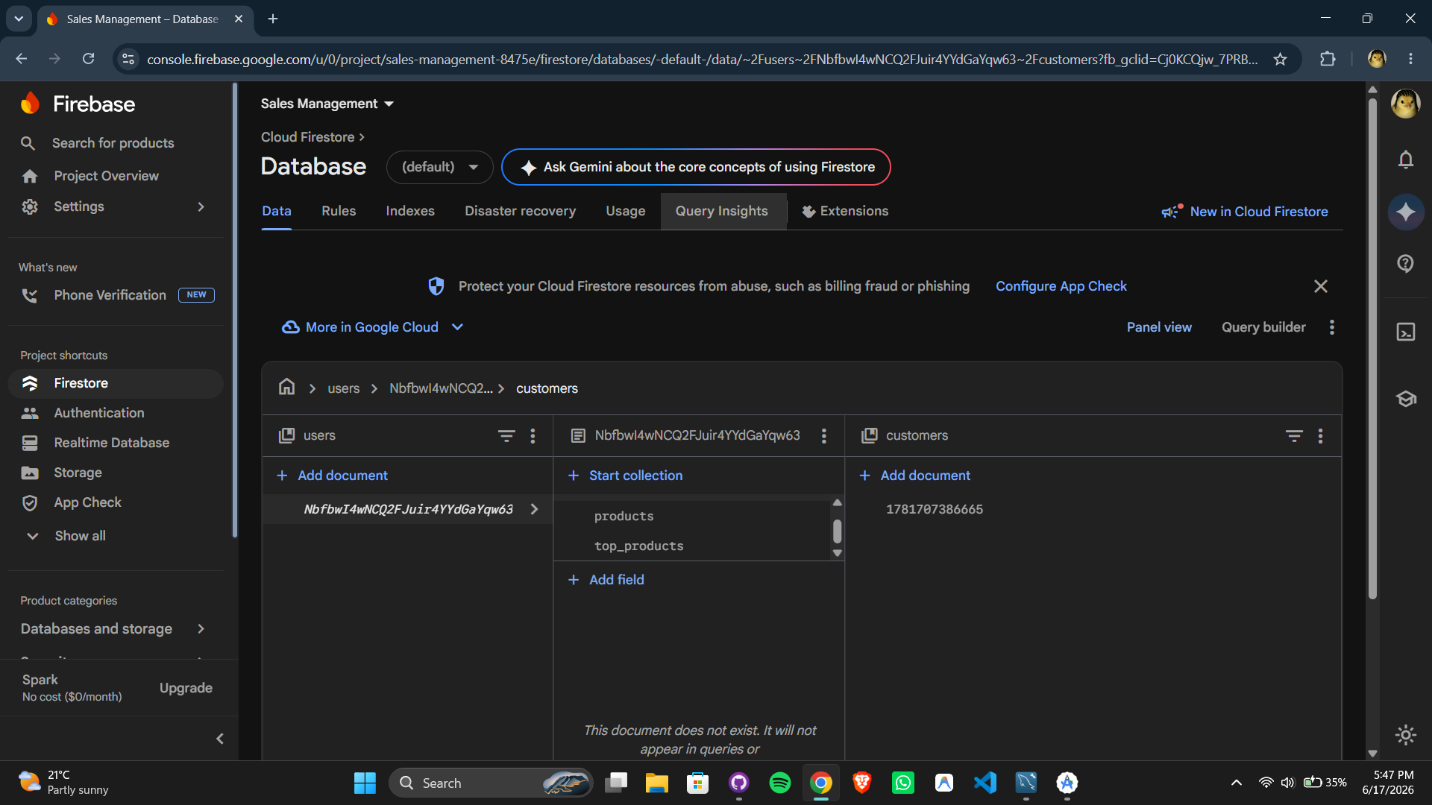 Sales Management – Database
console.firebase.google.com/u/0/project/sales-management-8475e/firestore/databases/-default-/data/~2Fusers~2FNbfbwI4wNCQ2FJuir4YYdGaYqw63~2Fcustomers?fb_gclid=Cj0KCQjw_7PRB...
Firebase
Search for products
Project Overview
Settings
What's new
Phone Verification NEW
Project shortcuts
Firestore
Authentication
Realtime Database
Storage
App Check
Show all
Product categories
Databases and storage
Spark
No cost ($0/month)
Upgrade
Sales Management
Cloud Firestore
Database
(default)
Ask Gemini about the core concepts of using Firestore
Data Rules Indexes Disaster recovery Usage Query Insights Extensions
New in Cloud Firestore
Protect your Cloud Firestore resources from abuse, such as billing fraud or phishing Configure App Check
More in Google Cloud
Panel view Query builder
users NbfbwI4wNCQ2... customers
users
Add document
NbfbwI4wNCQ2FJuir4YYdGaYqw63
NbfbwI4wNCQ2FJuir4YYdGaYqw63
Start collection
products
top_products
Add field
This document does not exist. It will not
appear in queries or
customers
Add document
1781707386665
21°C
Partly sunny
Search
35%
5:47 PM
6/17/2026